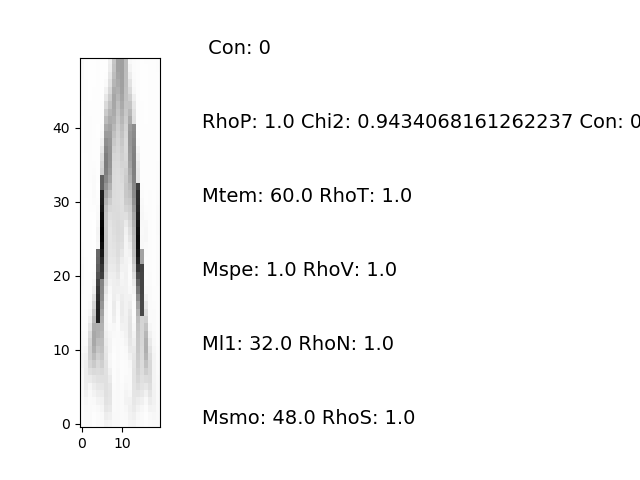 Con: 0
RhoP: 1.0 Chi2: 0.9434068161262237 Con: 0
Mtem: 60.0 RhoT: 1.0
Mspe: 1.0 RhoV: 1.0
Ml1: 32.0 RhoN: 1.0
Msmo: 48.0 RhoS: 1.0
40
30
20
10
0
0 10